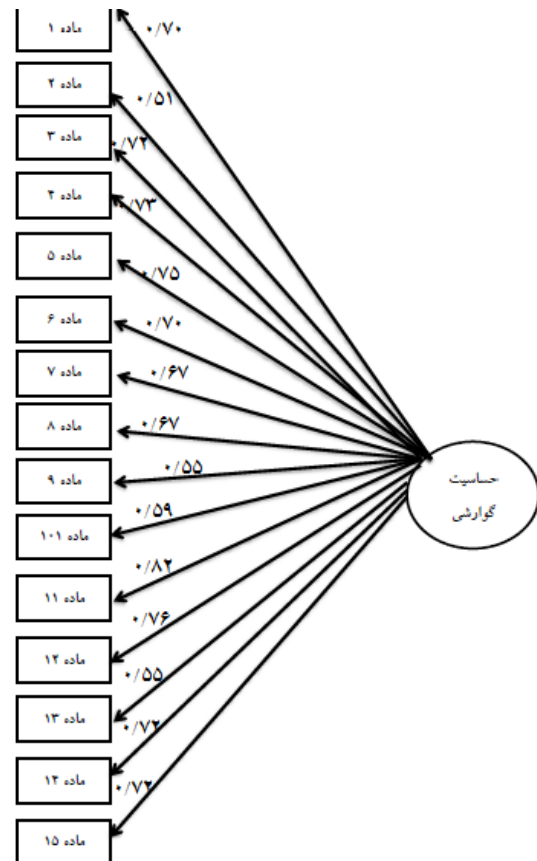 ماده ۱
۰/۷۰
ماده ۲
۰/۵۱
ماده ۳
۰/۷۲
ماده ۴
۰/۷۳
ماده ۵
۰/۷۵
ماده ۶
۰/۷۰
ماده ۷
۰/۶۷
ماده ۸
۰/۶۷
ماده ۹
۰/۵۵
ماده ۱۰۱
۰/۵۹
ماده ۱۱
۰/۸۲
ماده ۱۲
۰/۷۶
ماده ۱۳
۰/۵۵
ماده ۱۴
۰/۷۲
ماده ۱۵
۰/۷۲
حساسیت
گوارشی